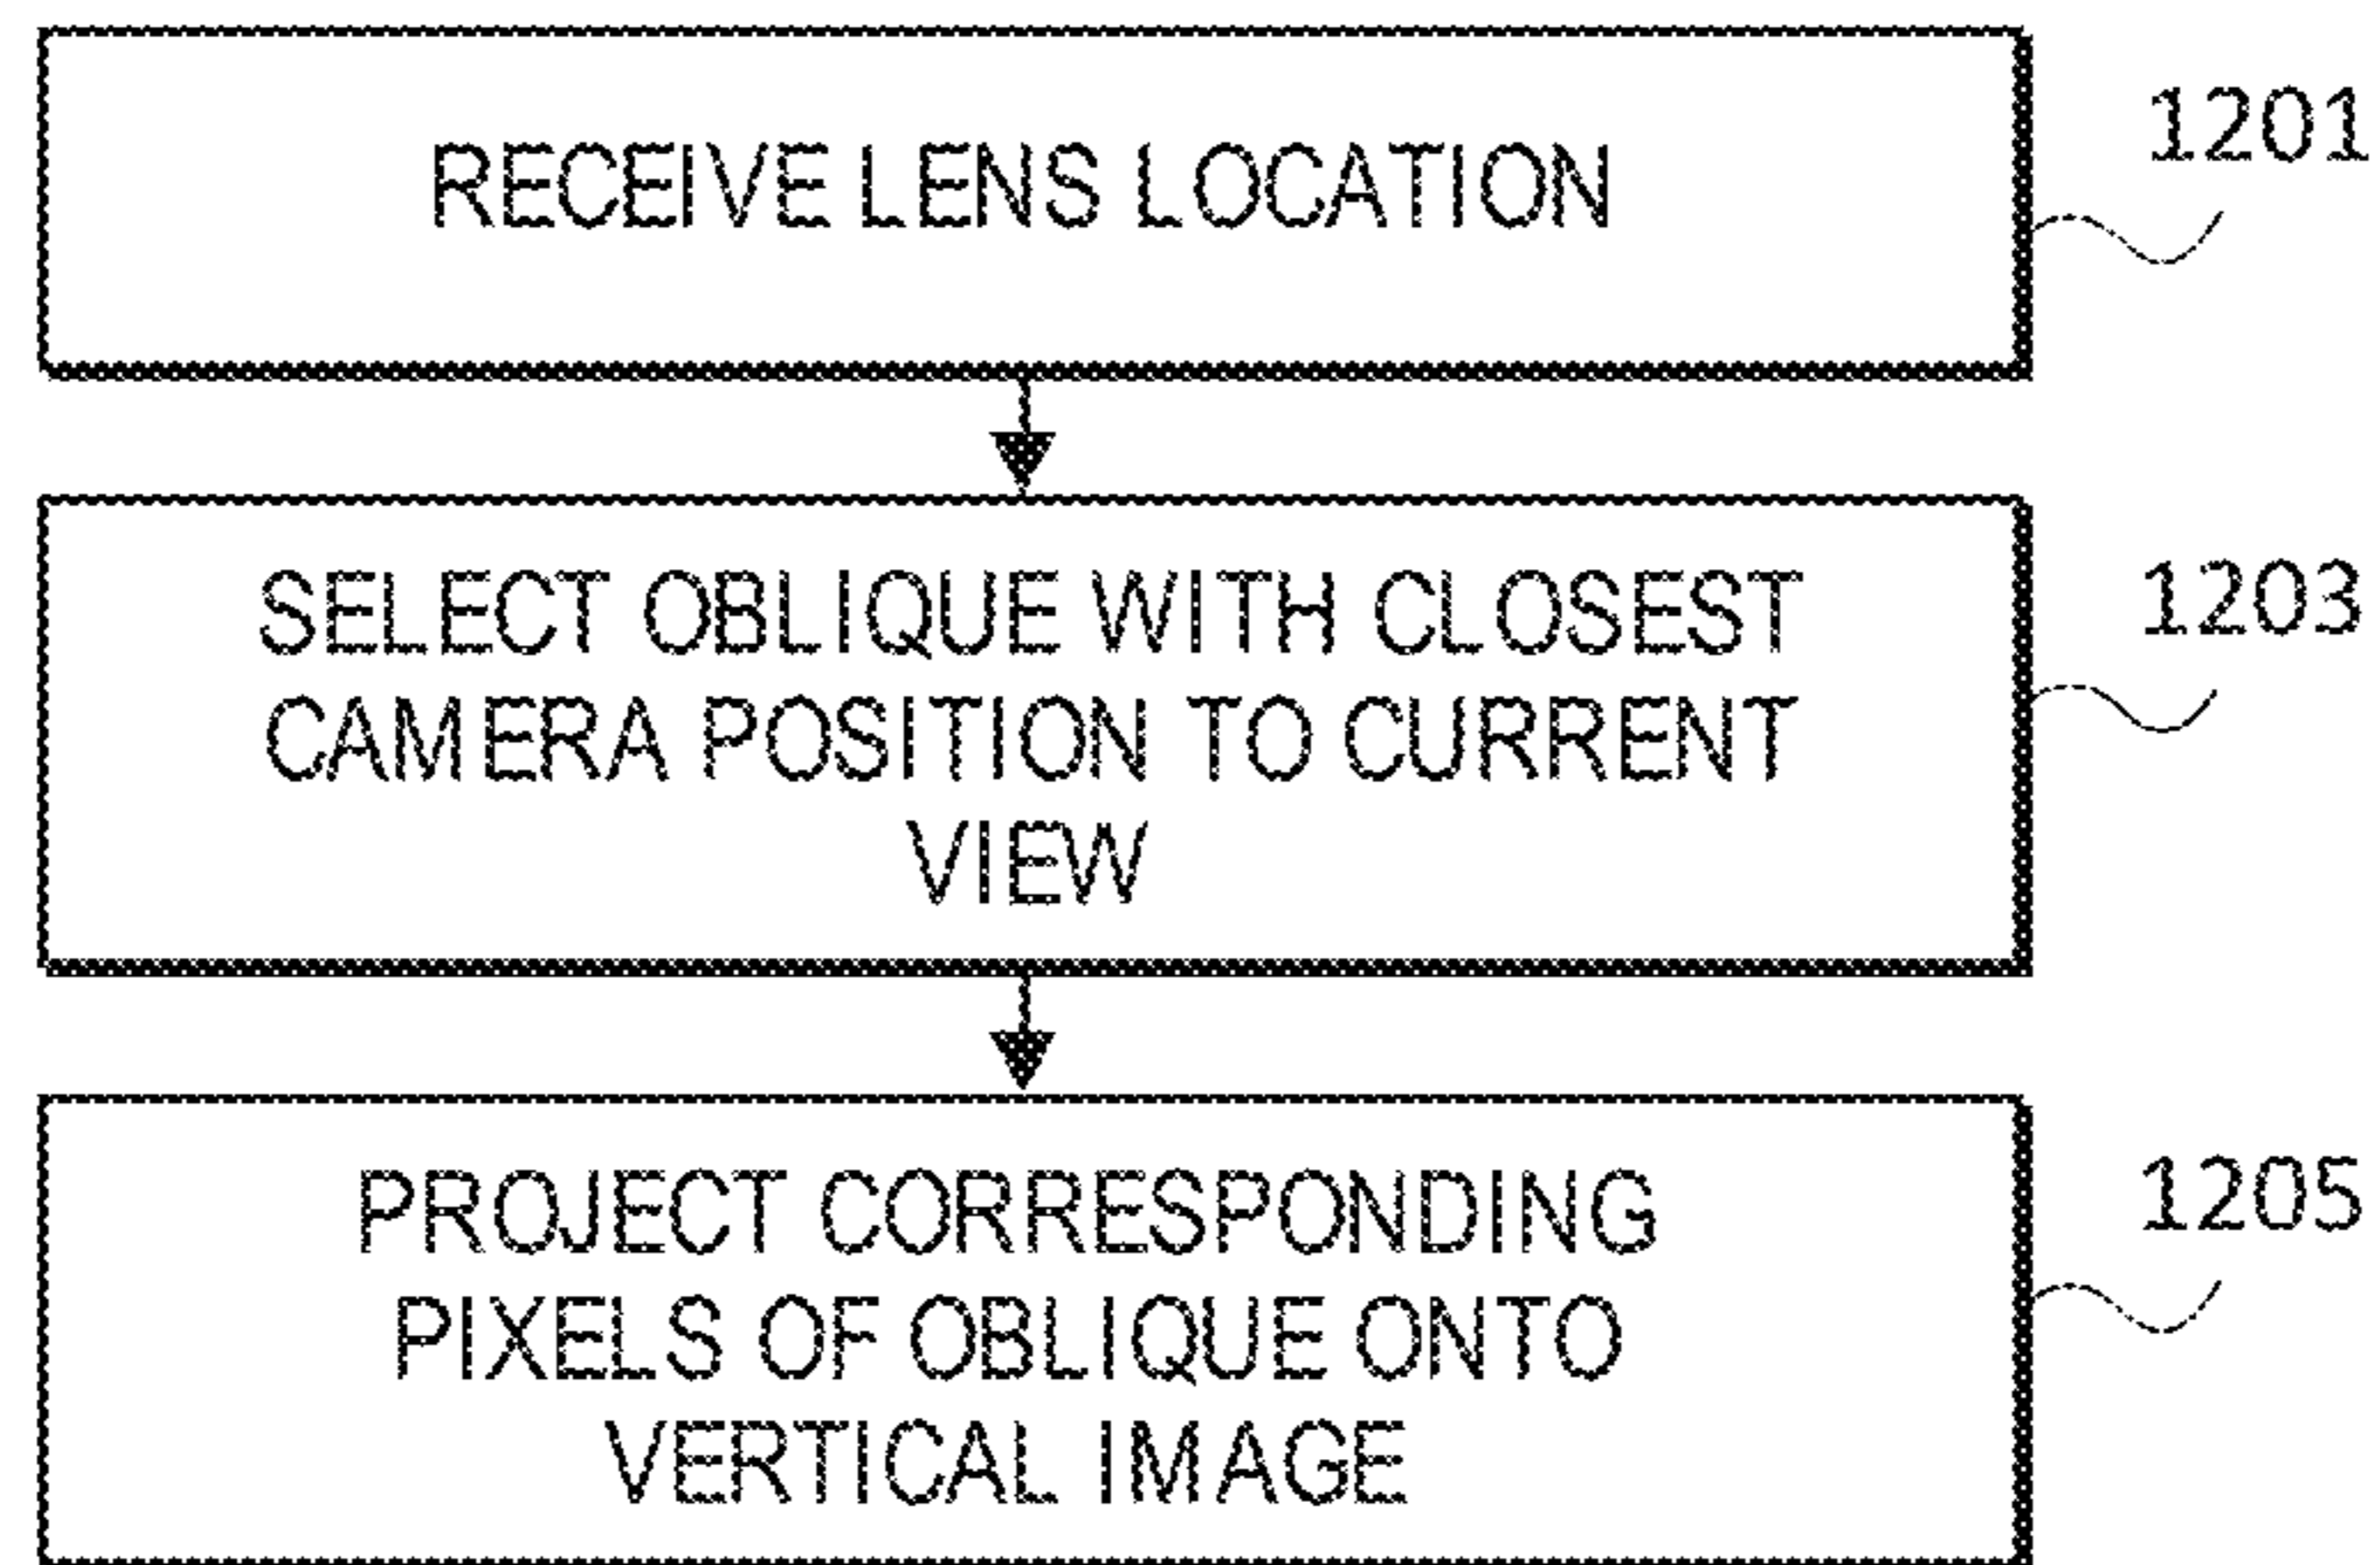 RECEIVE LENS LOCATION
1201
SELECT OBLIQUE WITH CLOSEST
CAMERA POSITION TO CURRENT
VIEW
1203
PROJECT CORRESPONDING
PIXELS OF OBLIQUE ONTO
VERTICAL IMAGE
1205